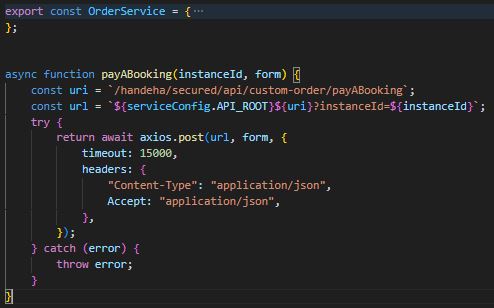 export const OrderService = {···
};
async function payABooking(instanceId, form) {
    const uri = `/handeha/secured/api/custom-order/payABooking`;
    const url = `${serviceConfig.API_ROOT}${uri}?instanceId=${instanceId}`;
    try {
        return await axios.post(url, form, {
            timeout: 15000,
            headers: {
                "Content-Type": "application/json",
                Accept: "application/json",
            },
        });
    } catch (error) {
        throw error;
    }
}